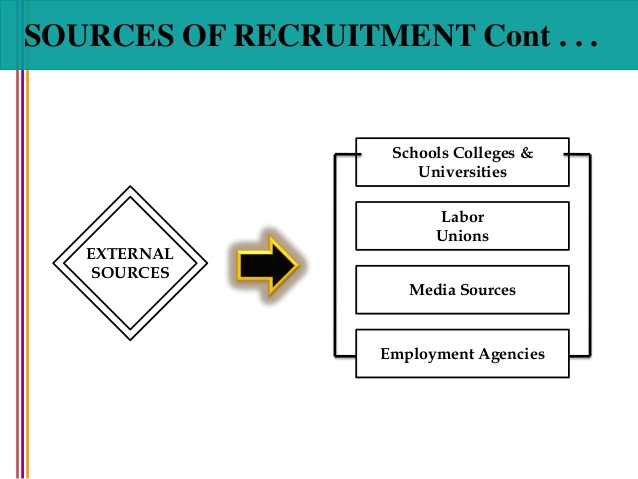 SOURCES OF RECRUITMENT Cont . . .
EXTERNAL
SOURCES
Schools Colleges &
Universities
Labor
Unions
Media Sources
Employment Agencies